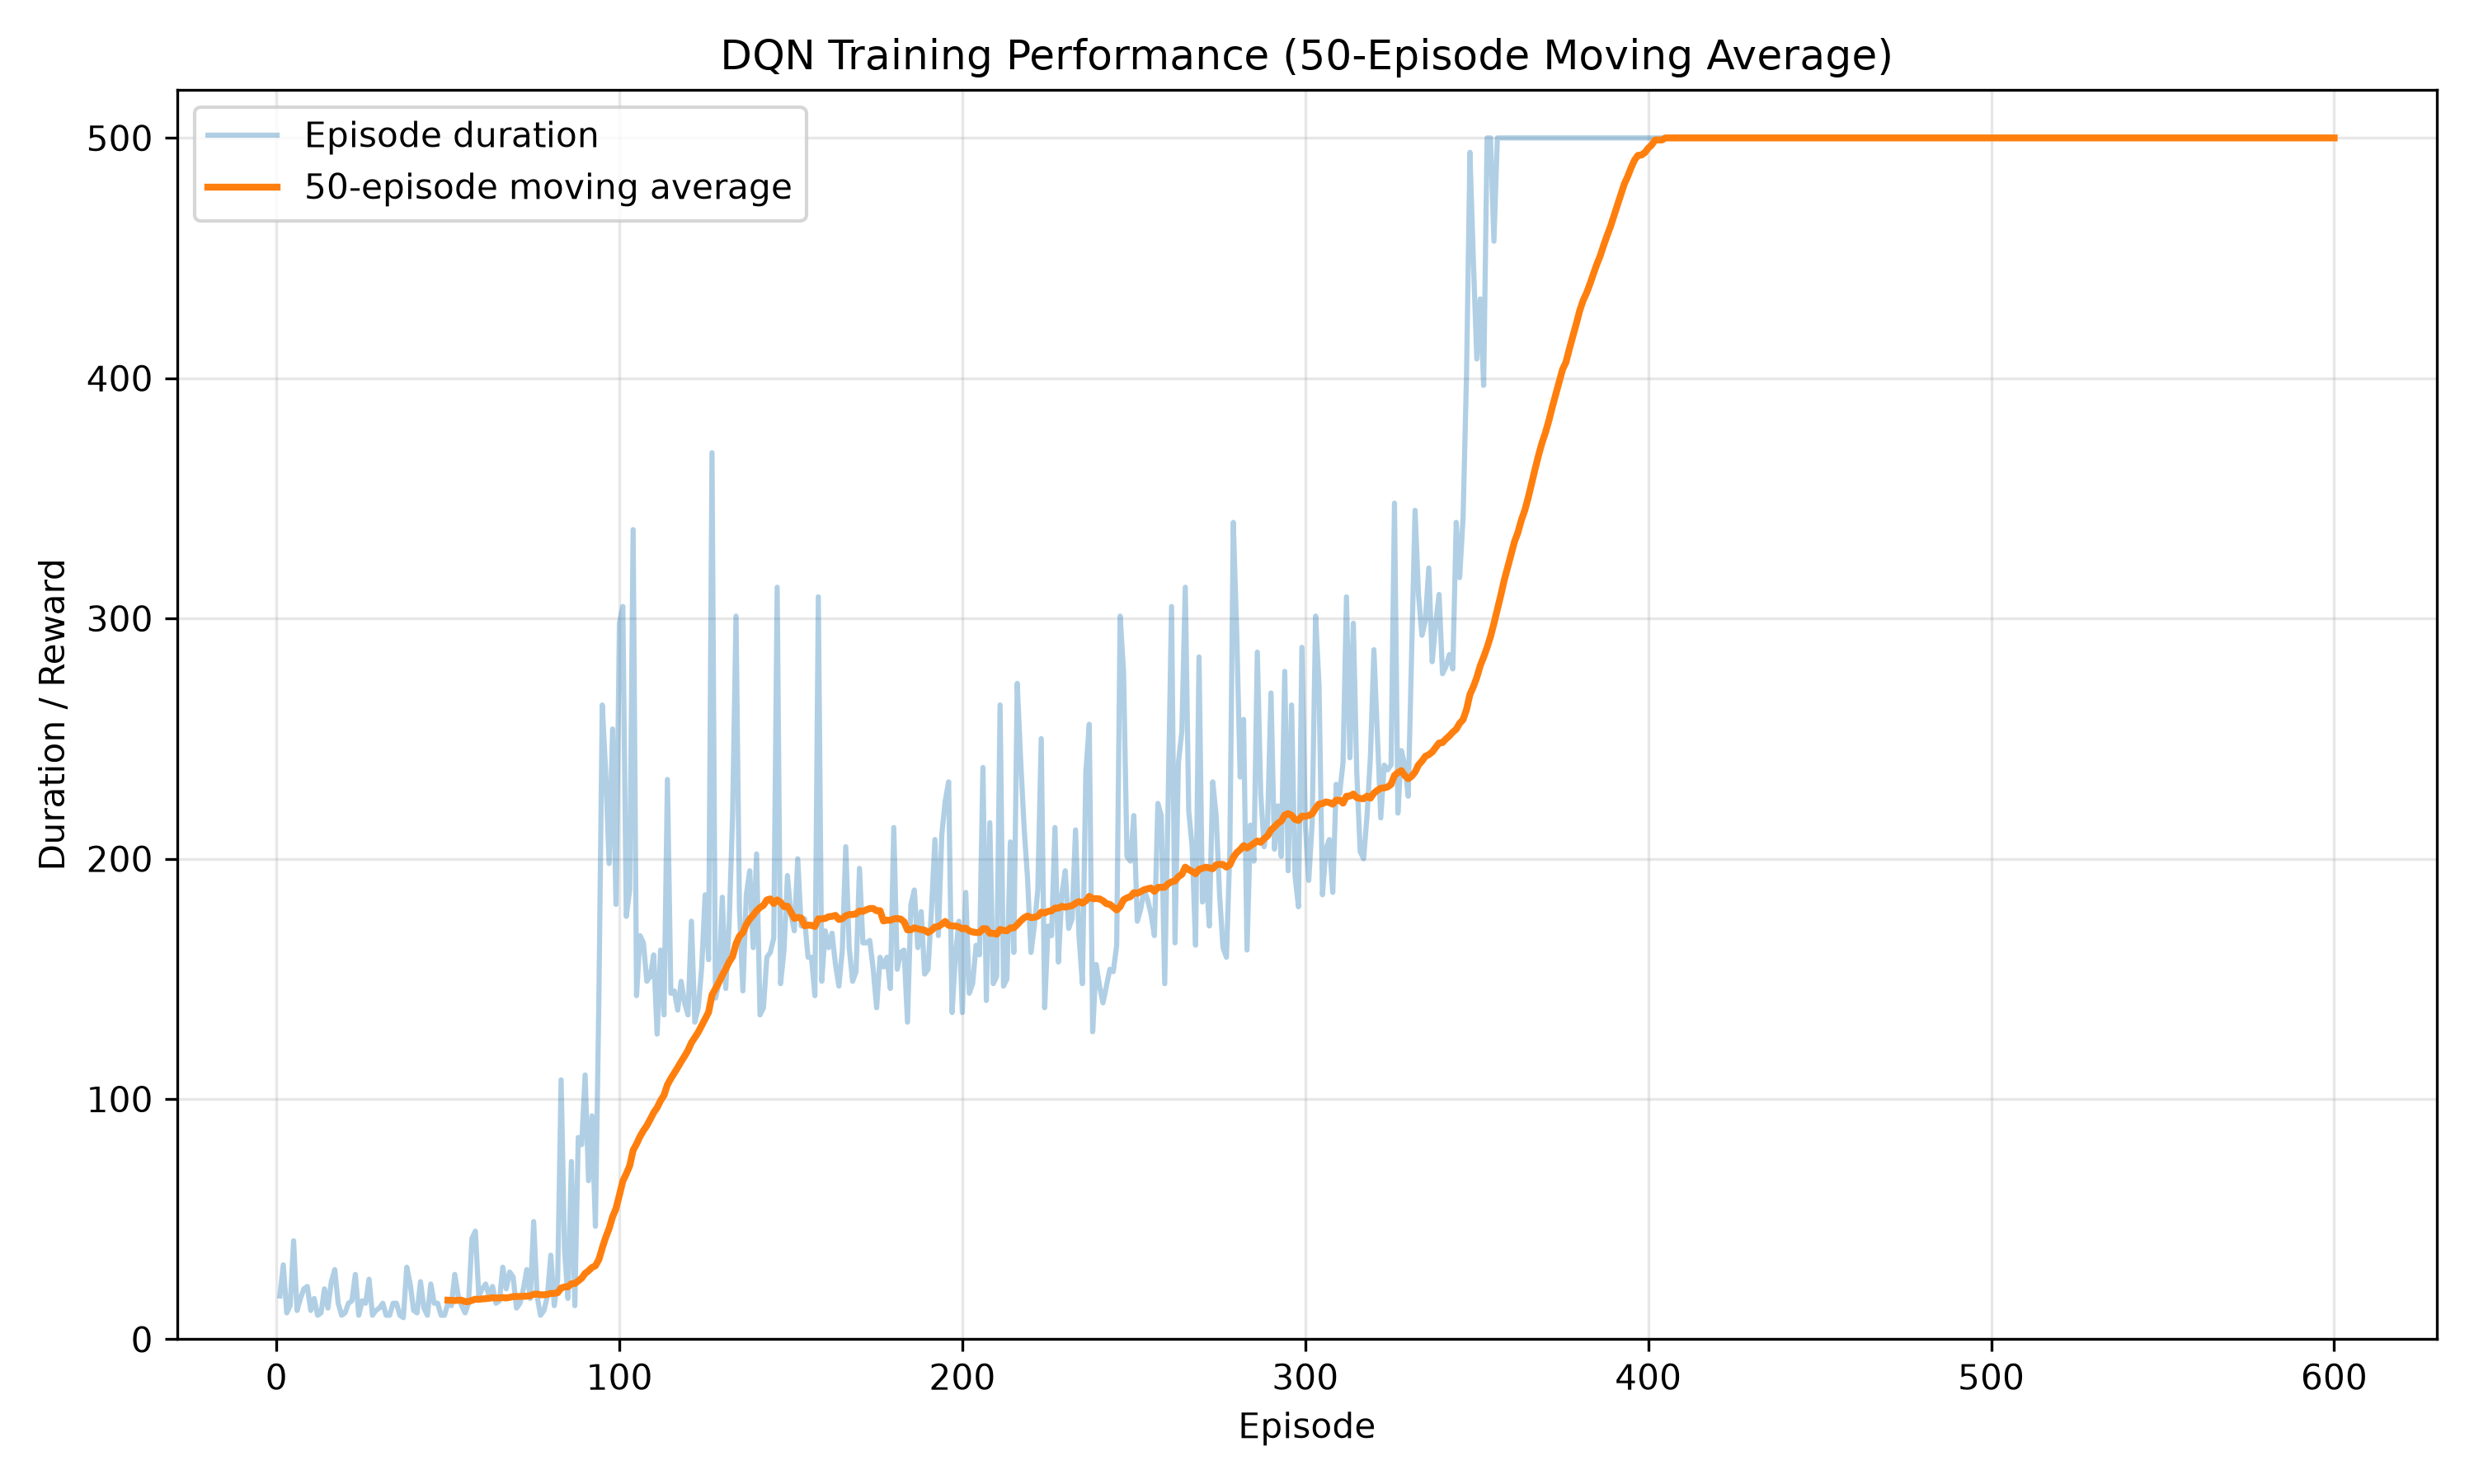 DQN Training Performance (50-Episode Moving Average)
Episode duration
50-episode moving average
Duration / Reward
500
400
300
200
100
0
0 100 200 300 400 500 600
Episode